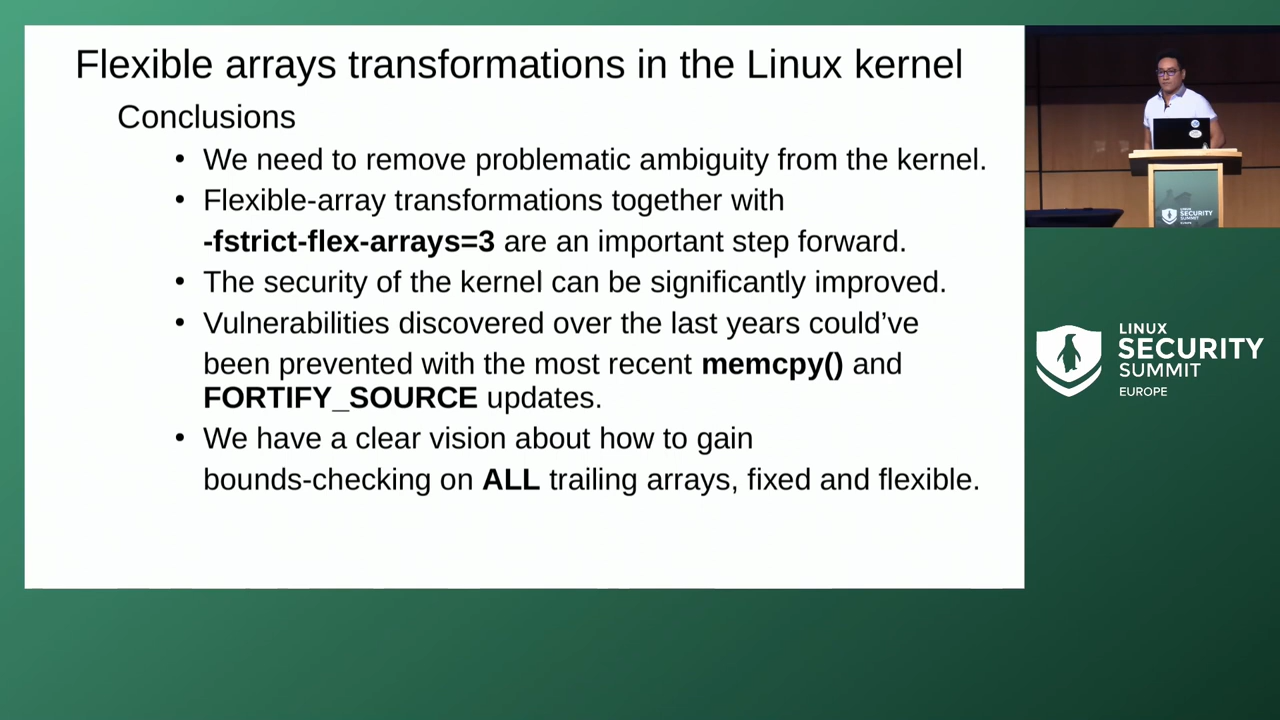 Flexible arrays transformations in the Linux kernel
Conclusions
• We need to remove problematic ambiguity from the kernel.
• Flexible-array transformations together with
-fstrict-flex-arrays=3 are an important step forward.
• The security of the kernel can be significantly improved.
• Vulnerabilities discovered over the last years could’ve
been prevented with the most recent memcpy() and
FORTIFY_SOURCE updates.
• We have a clear vision about how to gain
bounds-checking on ALL trailing arrays, fixed and flexible.
LINUX
SECURITY
SUMMIT
LINUX
SECURITY
SUMMIT
EUROPE